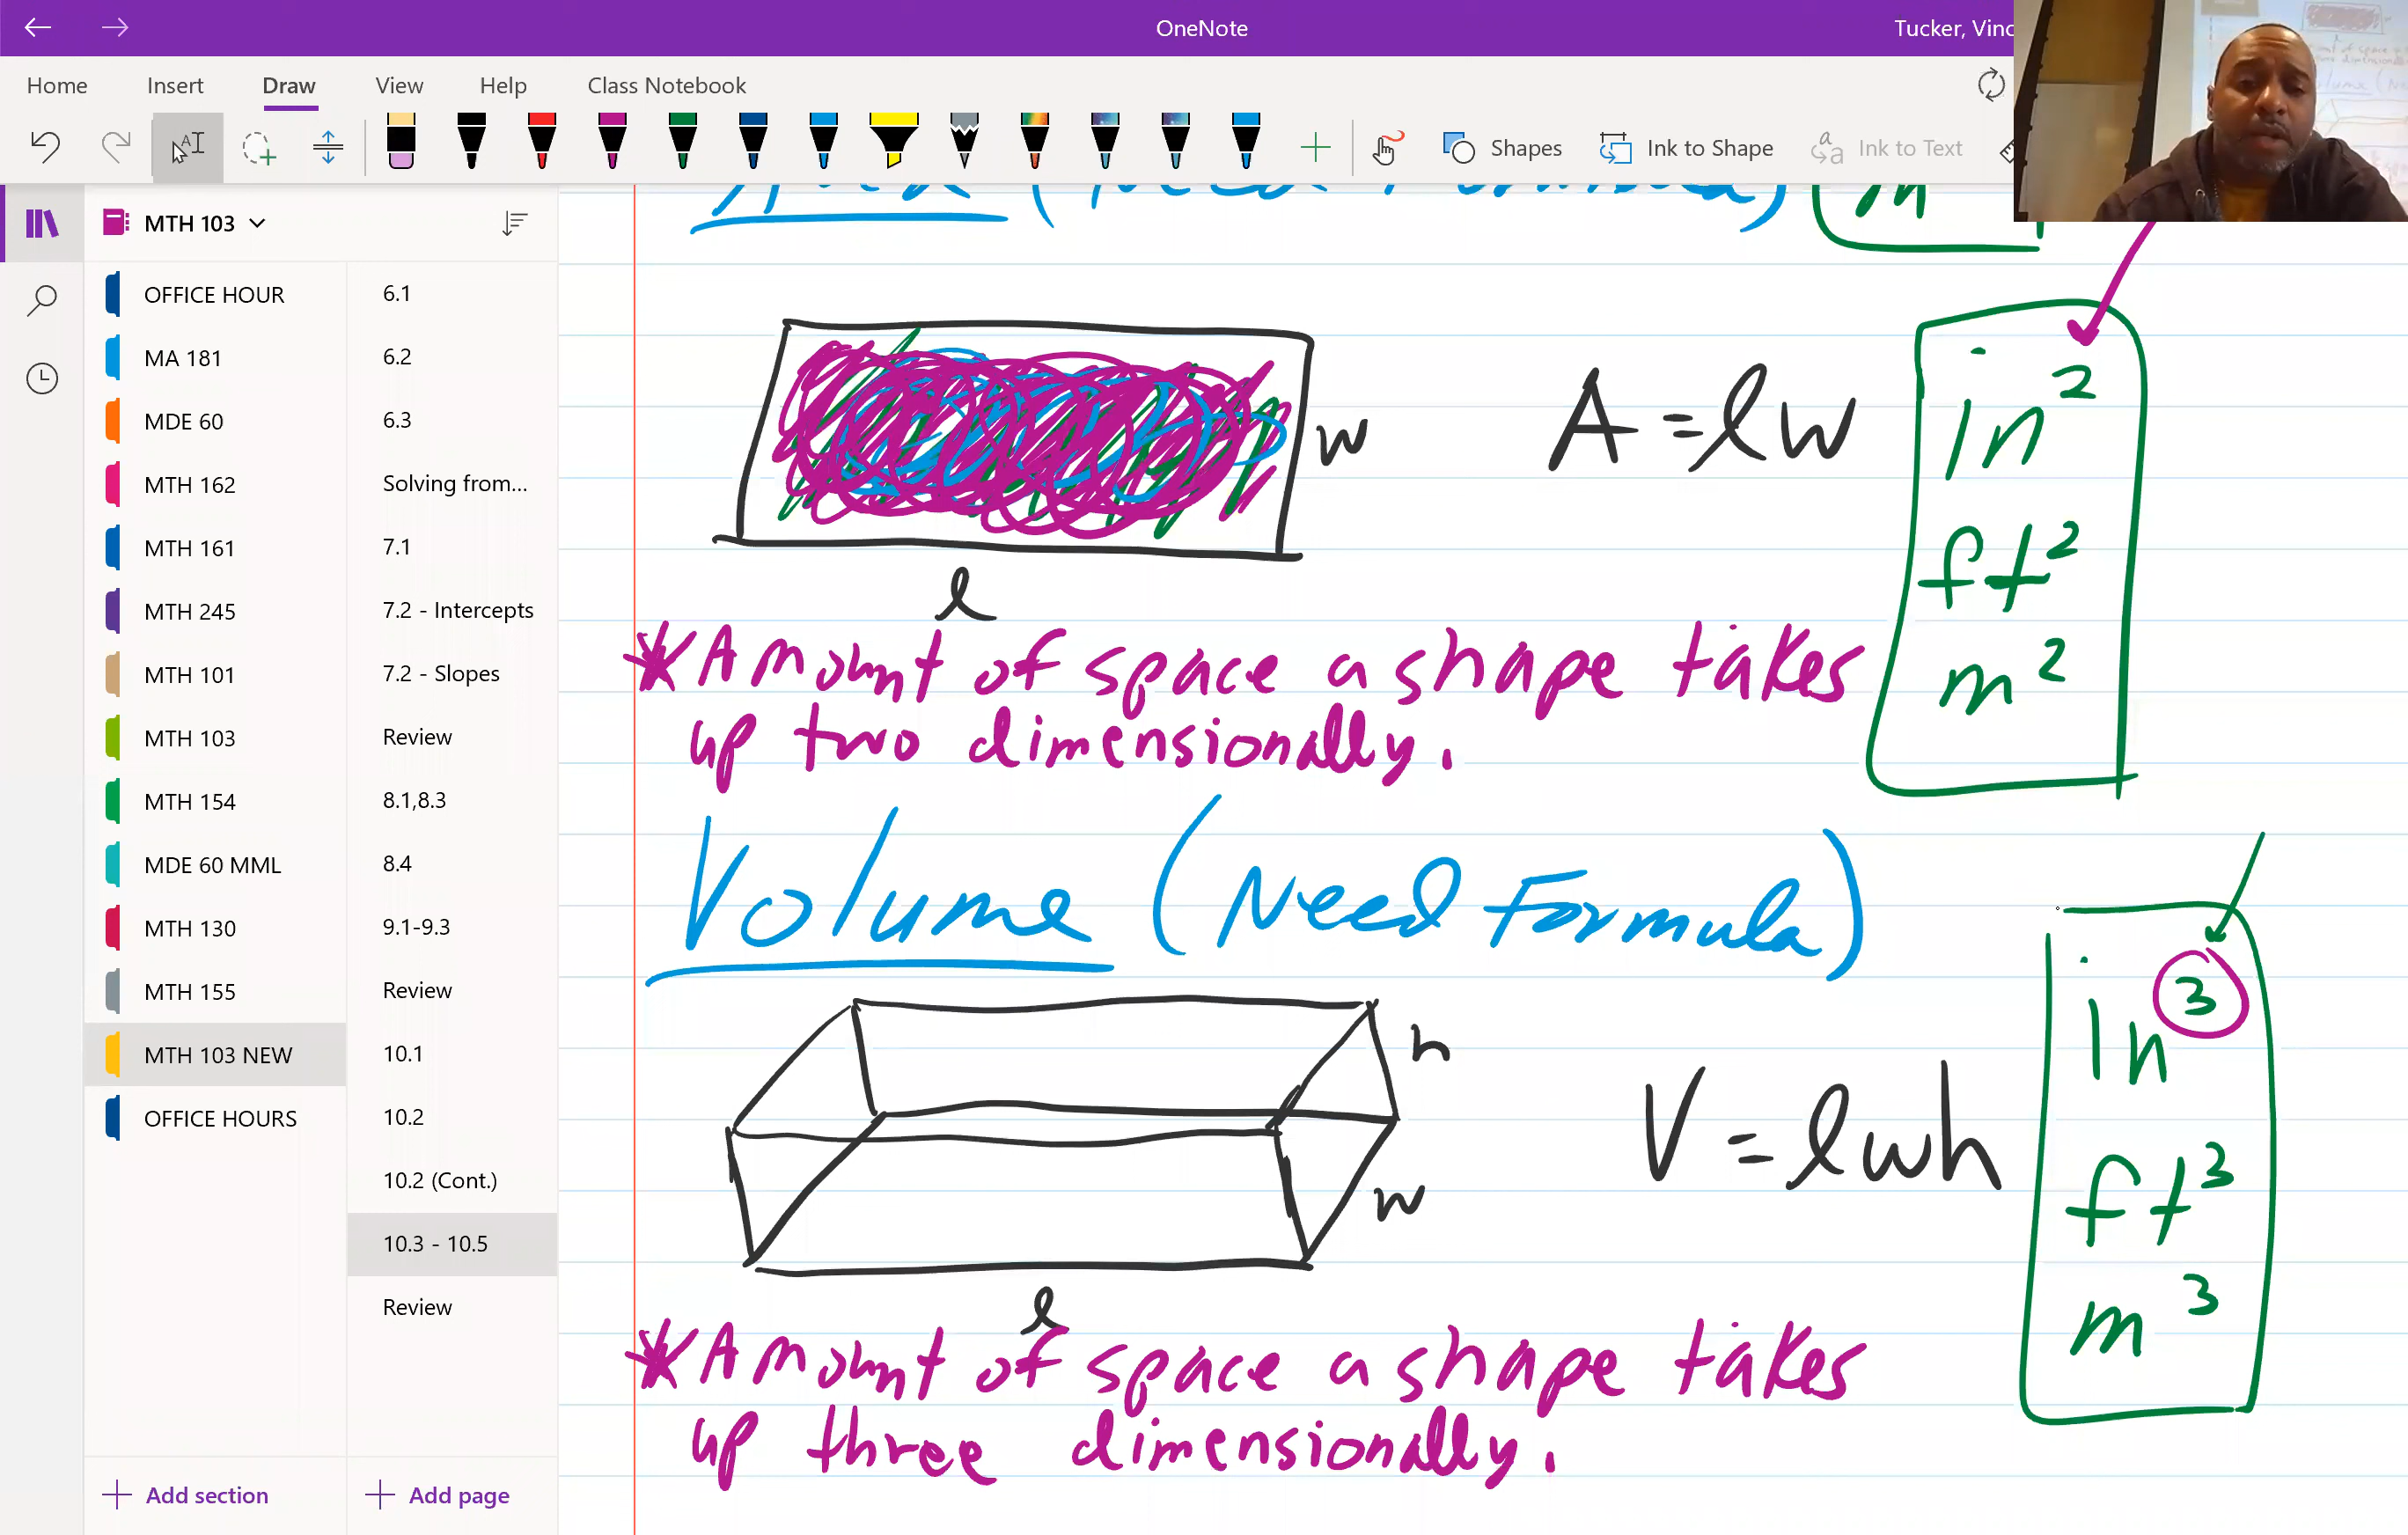 OneNote
Tucker, Vinc
Home Insert Draw View Help Class Notebook
Shapes Ink to Shape Ink to Text
MTH 103
OFFICE HOUR
MA 181
MDE 60
MTH 162
MTH 161
MTH 245
MTH 101
MTH 103
MTH 154
MDE 60 MML
MTH 130
MTH 155
MTH 103 NEW
OFFICE HOURS
Add section
6.1
6.2
6.3
Solving from...
7.1
7.2 - Intercepts
7.2 - Slopes
Review
8.1,8.3
8.4
9.1-9.3
Review
10.1
10.2
10.2 (Cont.)
10.3 - 10.5
Review
Add page
Area (Need Formula)
w
l
A = lw
in²
ft²
m²
*Amount of space a shape takes
up two dimensionally.
Volume (Need Formula)
h
w
l
V = lwh
in³
ft³
m³
*Amount of space a shape takes
up three dimensionally.